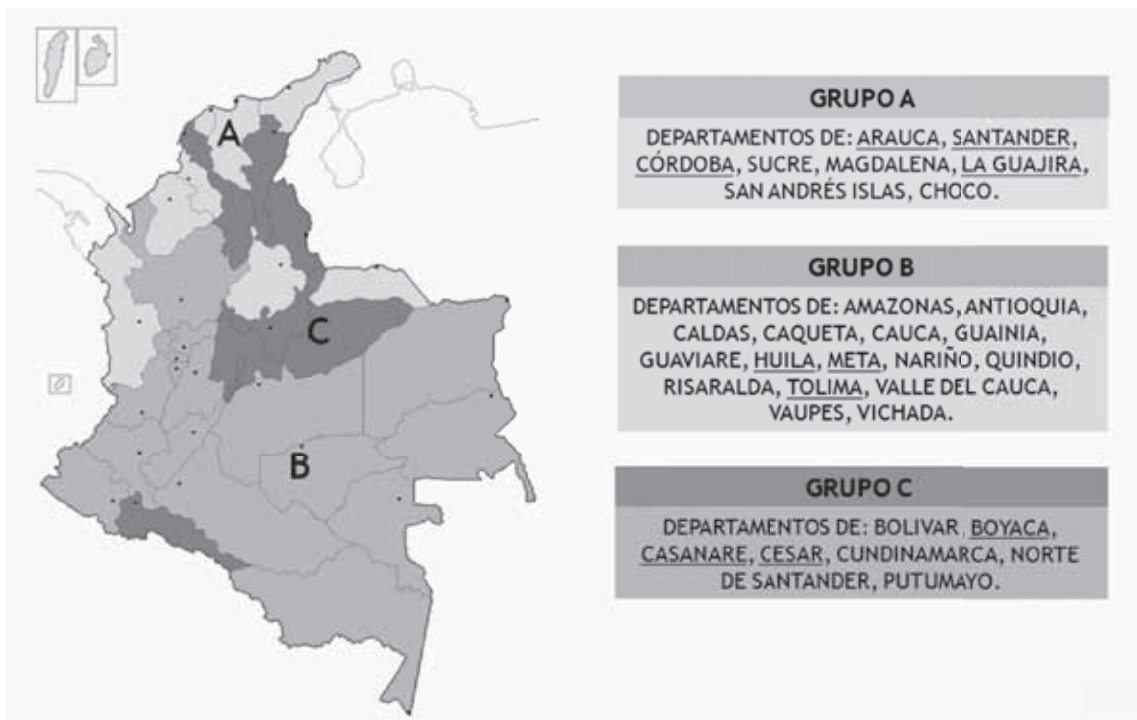 A
C
B
GRUPO A
DEPARTAMENTOS DE: ARAUCA, SANTANDER,
CÓRDOBA, SUCRE, MAGDALENA, LA GUAJIRA,
SAN ANDRÉS ISLAS, CHOCO.
GRUPO B
DEPARTAMENTOS DE: AMAZONAS, ANTIOQUIA,
CALDAS, CAQUETA, CAUCA, GUAINIA,
GUAVIARE, HUILA, META, NARIÑO, QUINDIO,
RISARALDA, TOLIMA, VALLE DEL CAUCA,
VAUPES, VICHADA.
GRUPO C
DEPARTAMENTOS DE: BOLIVAR, BOYACA,
CASANARE, CESAR, CUNDINAMARCA, NORTE
DE SANTANDER, PUTUMAYO.